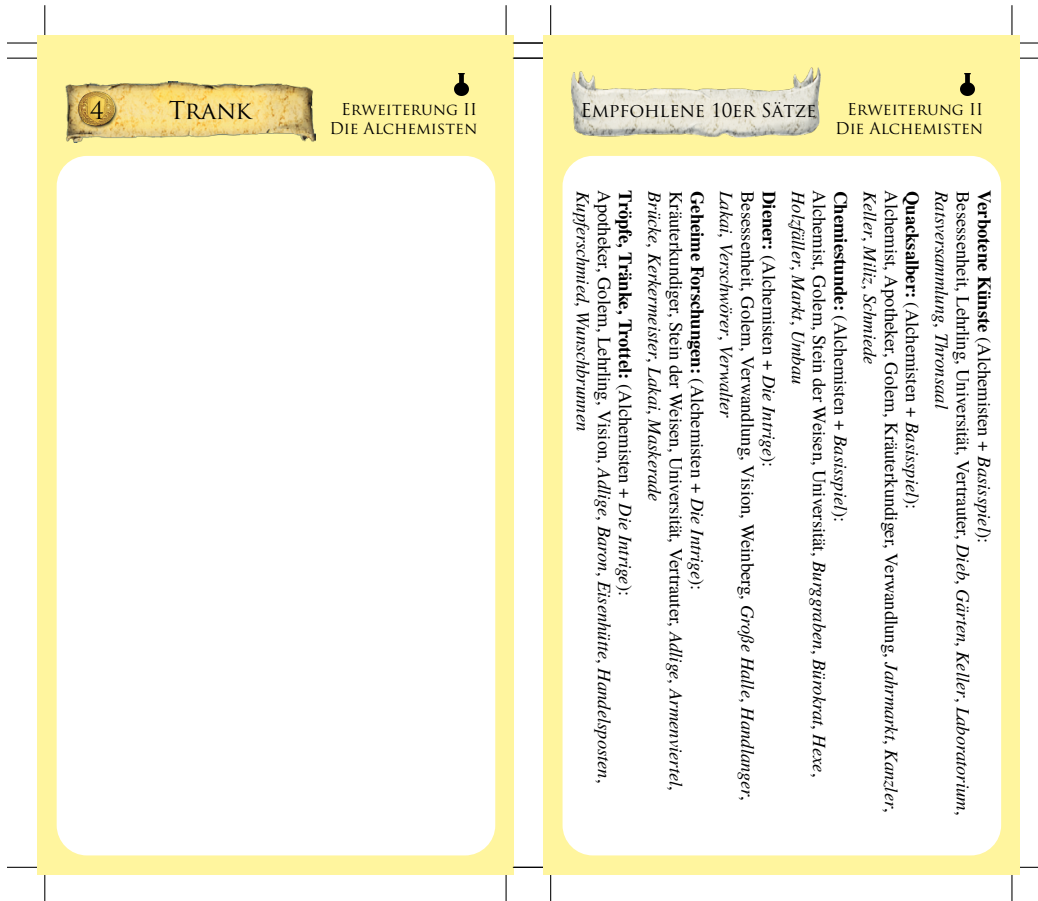 4
TRANK
ERWEITERUNG II
DIE ALCHEMISTEN
EMPFOHLENE 10ER SÄTZE
ERWEITERUNG II
DIE ALCHEMISTEN
Verbotene Künste (Alchemisten + Basisspiel):
Besessenheit, Lehrling, Universität, Vertrauter, Dieb, Gärten, Keller, Laboratorium,
Ratsversammlung, Thronsaal
Quacksalber: (Alchemisten + Basisspiel):
Alchemist, Apotheker, Golem, Kräuterkundiger, Verwandlung, Jahrmarkt, Kanzler,
Keller, Miliz, Schmiede
Chemiestunde: (Alchemisten + Basisspiel):
Alchemist, Golem, Stein der Weisen, Universität, Burggraben, Bürokrat, Hexe,
Holzfäller, Markt, Umbau
Diener: (Alchemisten + Die Intrige):
Besessenheit, Golem, Verwandlung, Vision, Weinberg, Große Halle, Handlanger,
Lakai, Verschwörer, Verwalter
Geheime Forschungen: (Alchemisten + Die Intrige):
Kräuterkundiger, Stein der Weisen, Universität, Vertrauter, Adlige, Armenviertel,
Brücke, Kerkermeister, Lakai, Maskerade
Tröpfe, Tränke, Trottel: (Alchemisten + Die Intrige):
Apotheker, Golem, Lehrling, Vision, Adlige, Baron, Eisenhütte, Handelsposten,
Kupferschmied, Wunschbrunnen